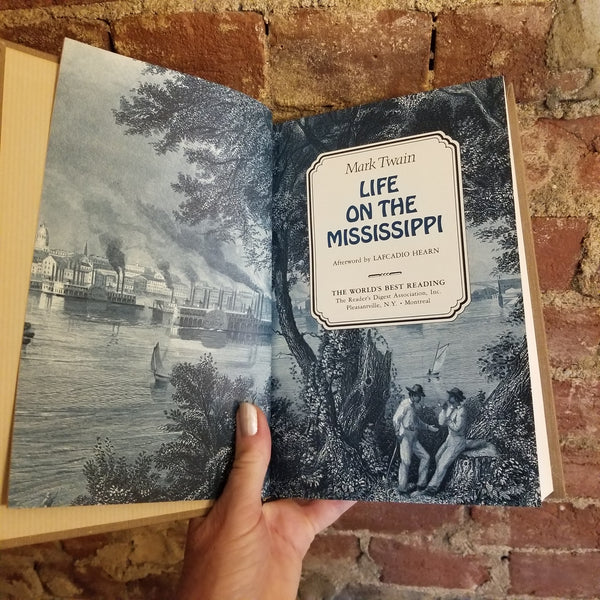 Mark Twain
LIFE
ON THE
MISSISSIPPI
Afterword by LAFCADIO HEARN
THE WORLD'S BEST READING
The Reader's Digest Association, Inc.
Pleasantville, N.Y. • Montreal